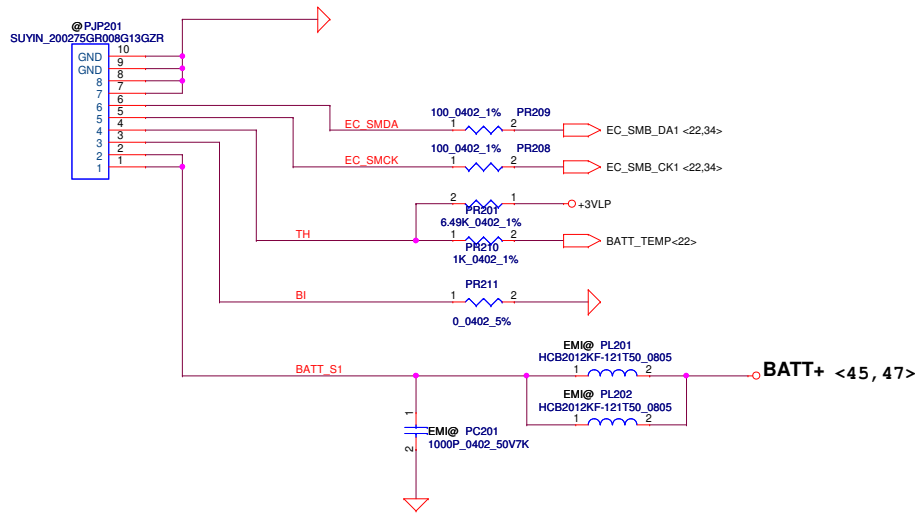 @ PJP201
SUYIN_200275GR008G13GZR
GND 10
GND 9
8 8
7 7
6 6
5 5
4 4
3 3
2 2
1 1
100_0402_1% PR209
EC_SMDA 1 2 EC_SMB_DA1 <22,34>
100_0402_1% PR208
EC_SMCK 1 2 EC_SMB_CK1 <22,34>
2 1 +3VLP
PR201
6.49K_0402_1%
TH 1 2 BATT_TEMP<22>
PR210
1K_0402_1%
PR211
BI 1 2
0_0402_5%
EMI@ PL201
HCB2012KF-121T50_0805
BATT_S1 1 2 BATT+ <45,47>
EMI@ PL202
HCB2012KF-121T50_0805
1 2
1
EMI@ PC201
1000P_0402_50V7K
2